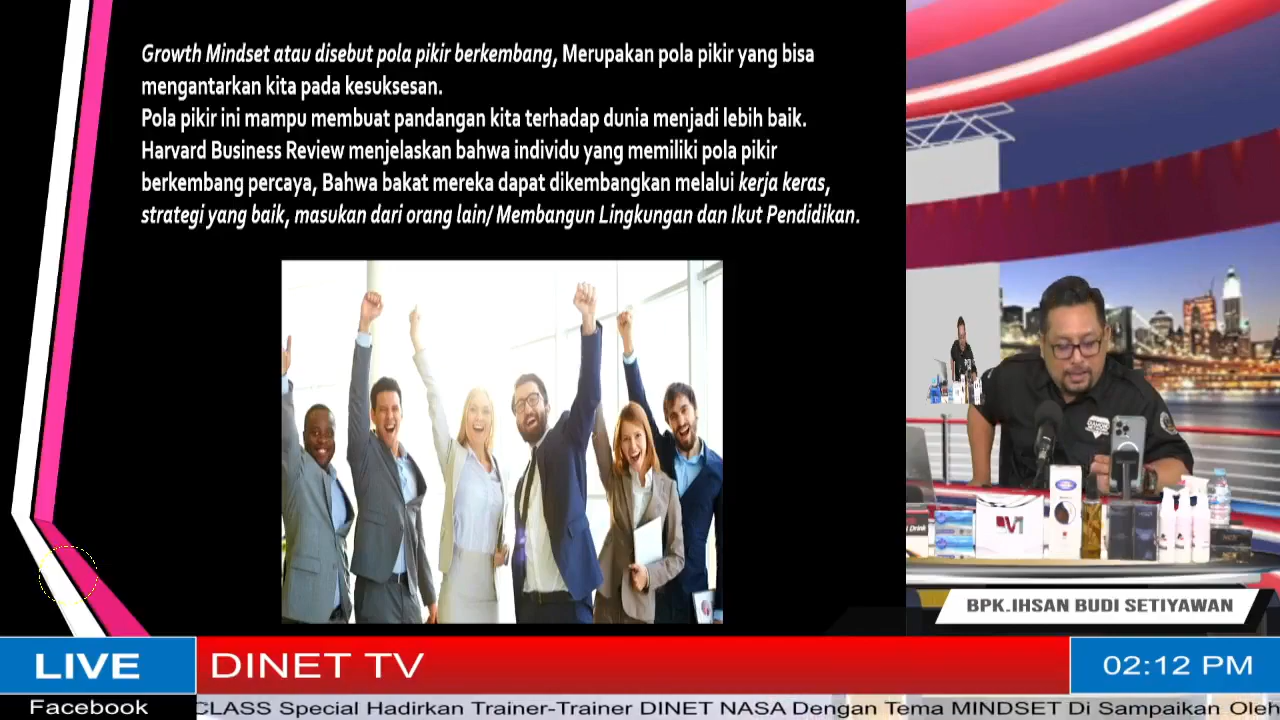 Growth Mindset atau disebut pola pikir berkembang, Merupakan pola pikir yang bisa
mengantarkan kita pada kesuksesan.
Pola pikir ini mampu membuat pandangan kita terhadap dunia menjadi lebih baik.
Harvard Business Review menjelaskan bahwa individu yang memiliki pola pikir
berkembang percaya, Bahwa bakat mereka dapat dikembangkan melalui kerja keras,
strategi yang baik, masukan dari orang lain/ Membangun Lingkungan dan Ikut Pendidikan.
BPK.IHSAN BUDI SETIYAWAN
LIVE
DINET TV
02:12 PM
Facebook
CLASS Special Hadirkan Trainer-Trainer DINET NASA Dengan Tema MINDSET Di Sampaikan Oleh